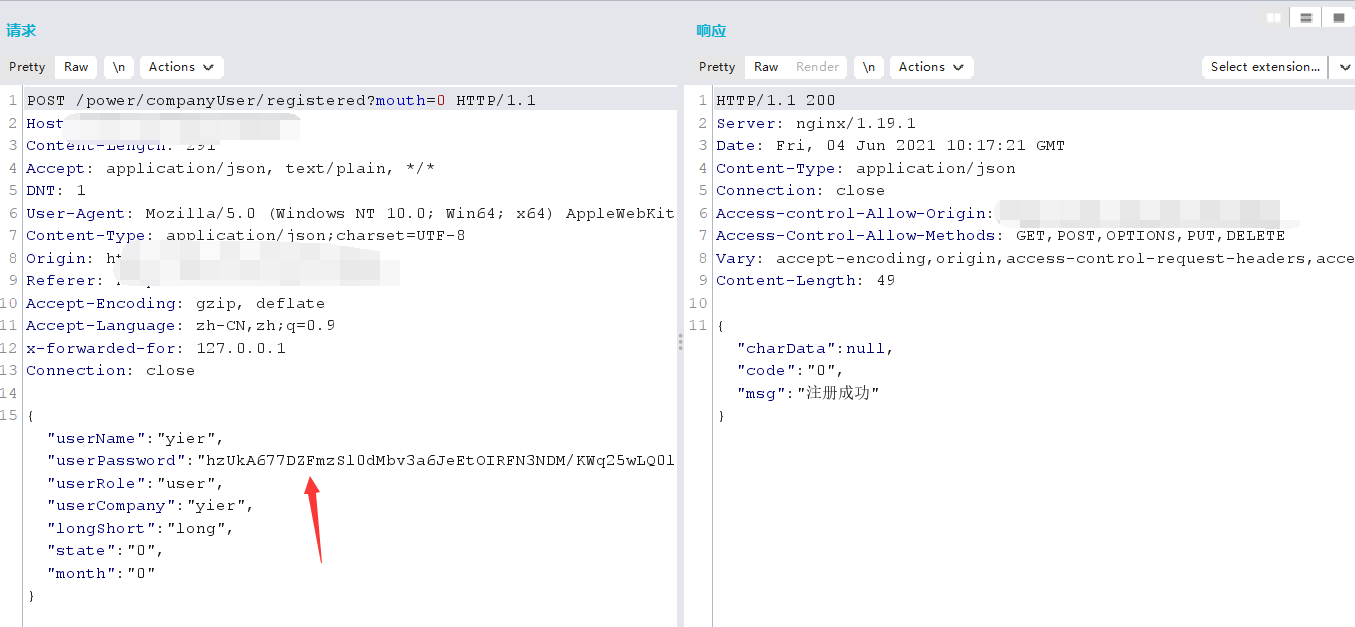 请求
响应
Pretty Raw \n Actions
Pretty Raw Render \n Actions Select extension...
1 POST /power/companyUser/registered?mouth=0 HTTP/1.1
2 Host
3 Content-Length: 291
4 Accept: application/json, text/plain, */*
5 DNT: 1
6 User-Agent: Mozilla/5.0 (Windows NT 10.0; Win64; x64) AppleWebKit
7 Content-Type: application/json;charset=UTF-8
8 Origin:
9 Referer:
10 Accept-Encoding: gzip, deflate
11 Accept-Language: zh-CN,zh;q=0.9
12 x-forwarded-for: 127.0.0.1
13 Connection: close
14
15 {
"userName":"yier",
"userPassword":"hzUkA677DZFmzSl0dMbv3a6JeEtOIRFN3NDM/KWq25wLQ0l
"userRole":"user",
"userCompany":"yier",
"longShort":"long",
"state":"0",
"month":"0"
}
1 HTTP/1.1 200
2 Server: nginx/1.19.1
3 Date: Fri, 04 Jun 2021 10:17:21 GMT
4 Content-Type: application/json
5 Connection: close
6 Access-control-Allow-Origin:
7 Access-Control-Allow-Methods: GET,POST,OPTIONS,PUT,DELETE
8 Vary: accept-encoding,origin,access-control-request-headers,acce
9 Content-Length: 49
10
11 {
"charData":null,
"code":"0",
"msg":"注册成功"
}